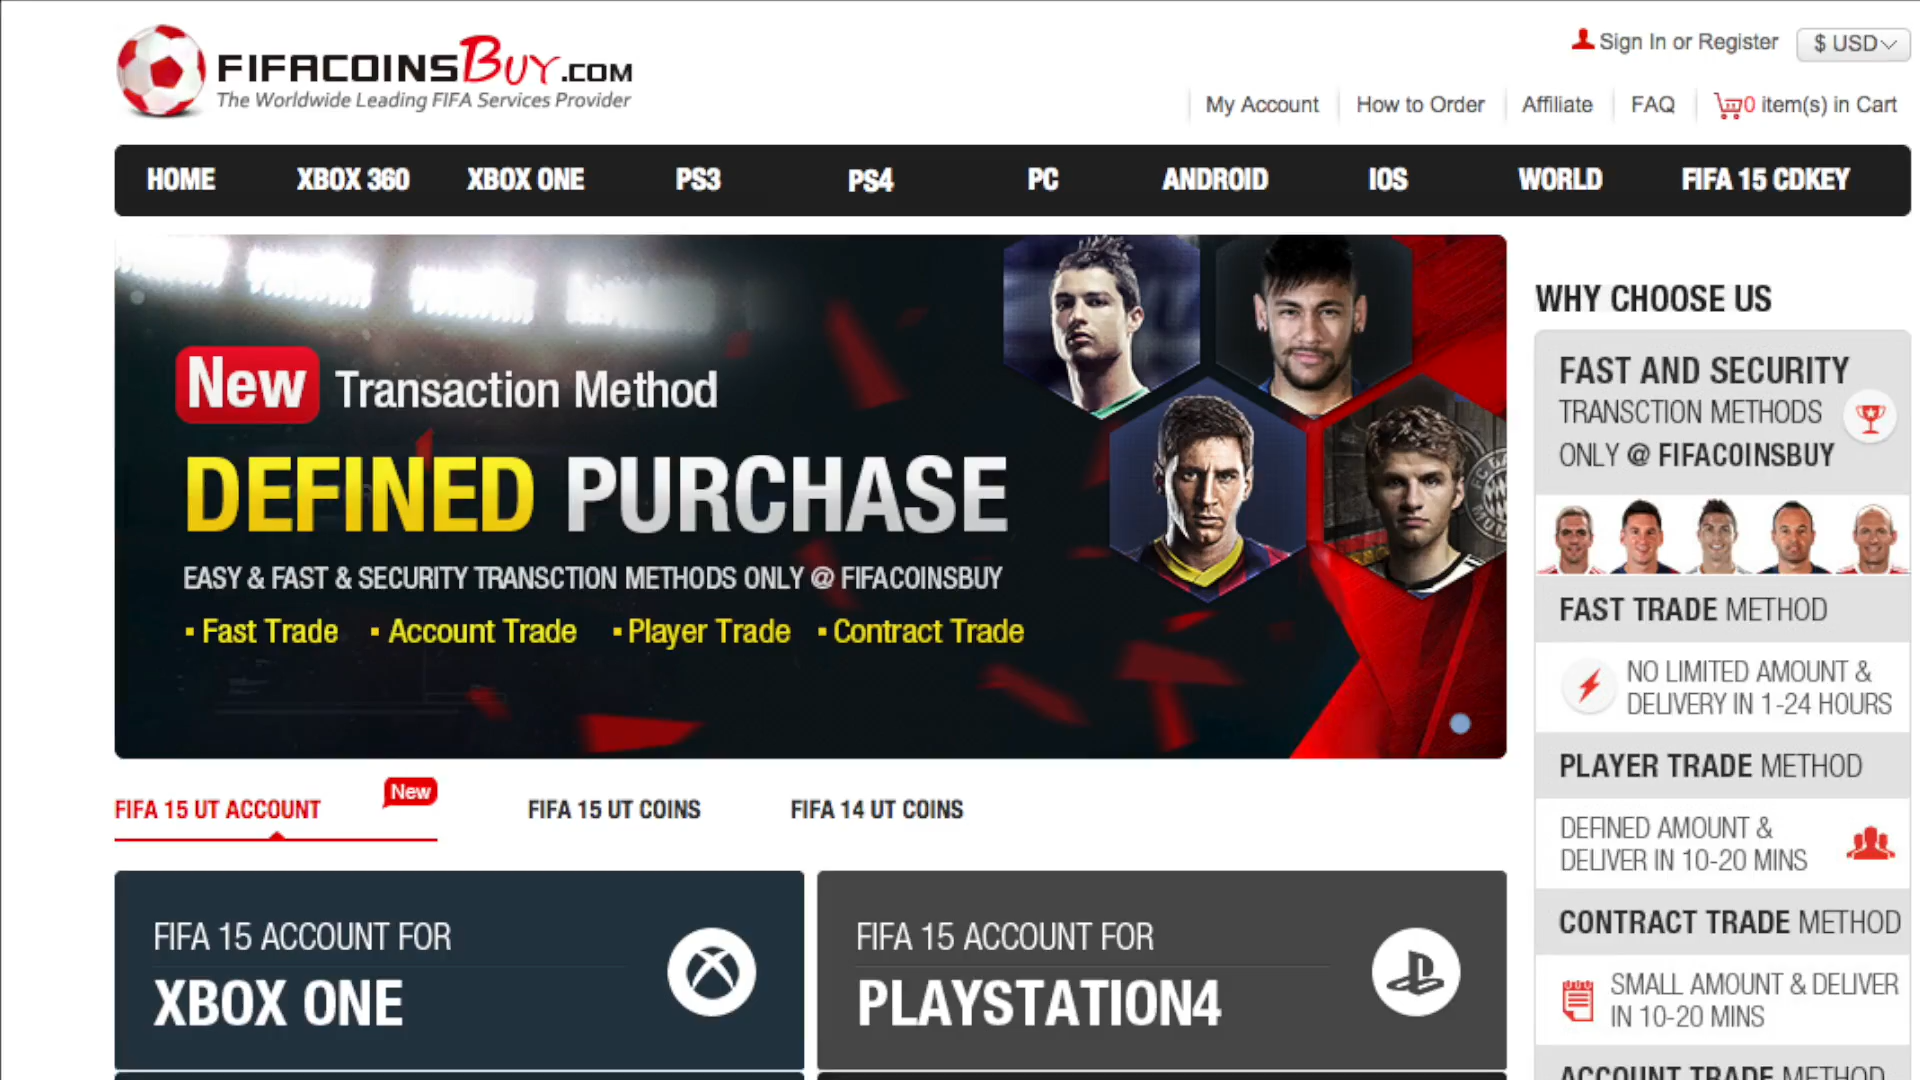 FIFACOINSBUY.COM
The Worldwide Leading FIFA Services Provider
Sign In or Register
$ USD
My Account
How to Order
Affiliate
FAQ
0 item(s) in Cart
HOME
XBOX 360
XBOX ONE
PS3
PS4
PC
ANDROID
IOS
WORLD
FIFA 15 CDKEY
New Transaction Method
DEFINED PURCHASE
EASY & FAST & SECURITY TRANSCTION METHODS ONLY @ FIFACOINSBUY
Fast Trade
Account Trade
Player Trade
Contract Trade
WHY CHOOSE US
FAST AND SECURITY
TRANSCTION METHODS
ONLY @ FIFACOINSBUY
FAST TRADE METHOD
NO LIMITED AMOUNT &
DELIVERY IN 1-24 HOURS
PLAYER TRADE METHOD
DEFINED AMOUNT &
DELIVER IN 10-20 MINS
CONTRACT TRADE METHOD
SMALL AMOUNT & DELIVER
IN 10-20 MINS
ACCOUNT TRADE METHOD
FIFA 15 UT ACCOUNT
New
FIFA 15 UT COINS
FIFA 14 UT COINS
FIFA 15 ACCOUNT FOR
XBOX ONE
FIFA 15 ACCOUNT FOR
PLAYSTATION4